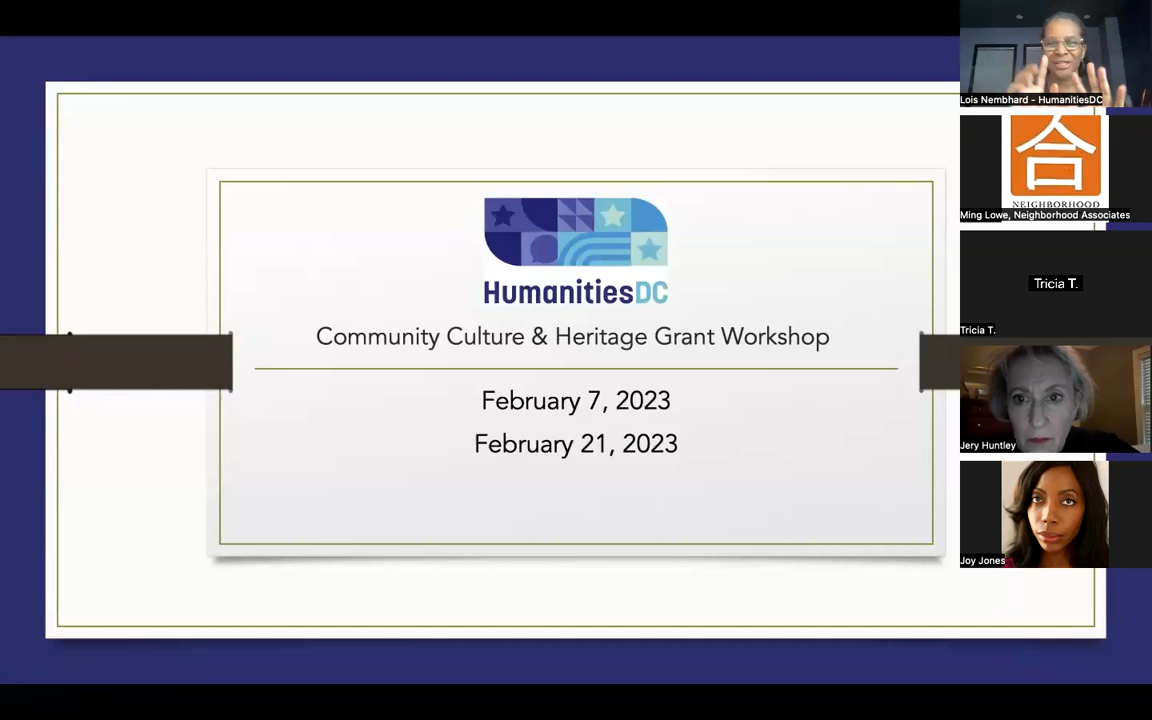 HumanitiesDC
Community Culture & Heritage Grant Workshop
February 7, 2023
February 21, 2023
Lois Nembhard - HumanitiesDC
合
NEIGHBORHOOD
Ming Lowe, Neighborhood Associates
Tricia T.
Tricia T.
Jery Huntley
Joy Jones